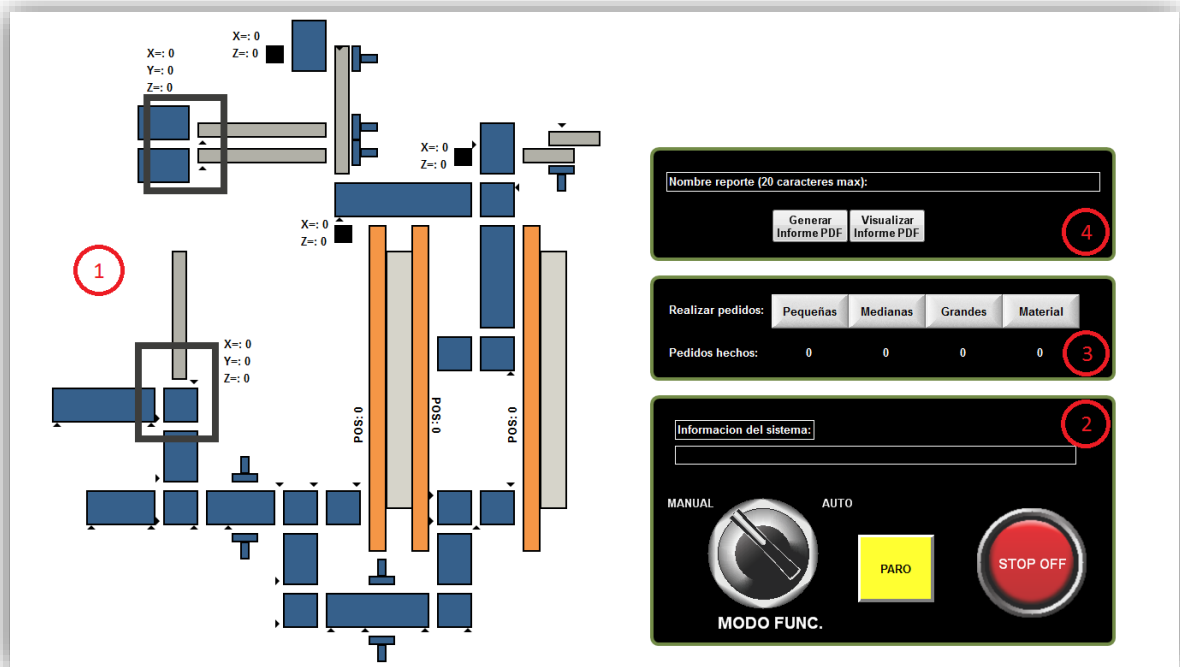 X=: 0
Z=: 0
X=: 0
Y=: 0
Z=: 0
X=: 0
Z=: 0
X=: 0
Z=: 0
1
X=: 0
Y=: 0
Z=: 0
POS: 0
POS: 0
POS: 0
Nombre reporte (20 caracteres max):
Generar
Informe PDF
Visualizar
Informe PDF
4
Realizar pedidos: Pequeñas Medianas Grandes Material
Pedidos hechos: 0 0 0 0
3
2
Informacion del sistema:
MANUAL AUTO
PARO
STOP OFF
MODO FUNC.